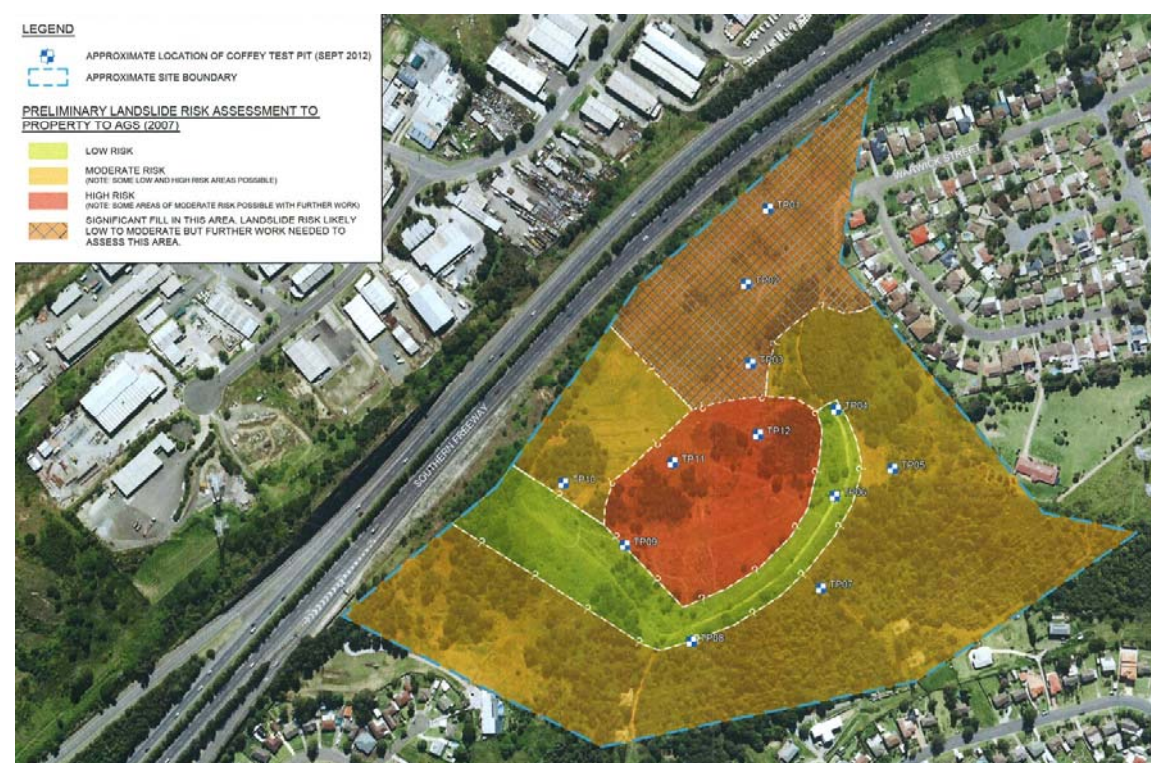 LEGEND
APPROXIMATE LOCATION OF COFFEY TEST PIT (SEPT 2012)
APPROXIMATE SITE BOUNDARY
PRELIMINARY LANDSLIDE RISK ASSESSMENT TO
PROPERTY TO AGS (2007)
LOW RISK
MODERATE RISK
(NOTE: SOME LOW AND HIGH RISK AREAS POSSIBLE)
HIGH RISK
(NOTE: SOME AREAS OF MODERATE RISK POSSIBLE WITH FURTHER WORK)
SIGNIFICANT FILL IN THIS AREA. LANDSLIDE RISK LIKELY
LOW TO MODERATE BUT FURTHER WORK NEEDED TO
ASSESS THIS AREA.
WARWICK STREET
TP01
TP02
TP03
TP04
TP12
TP11
TP05
TP10
TP06
SOUTHERN FREEWAY
TP09
TP07
TP08